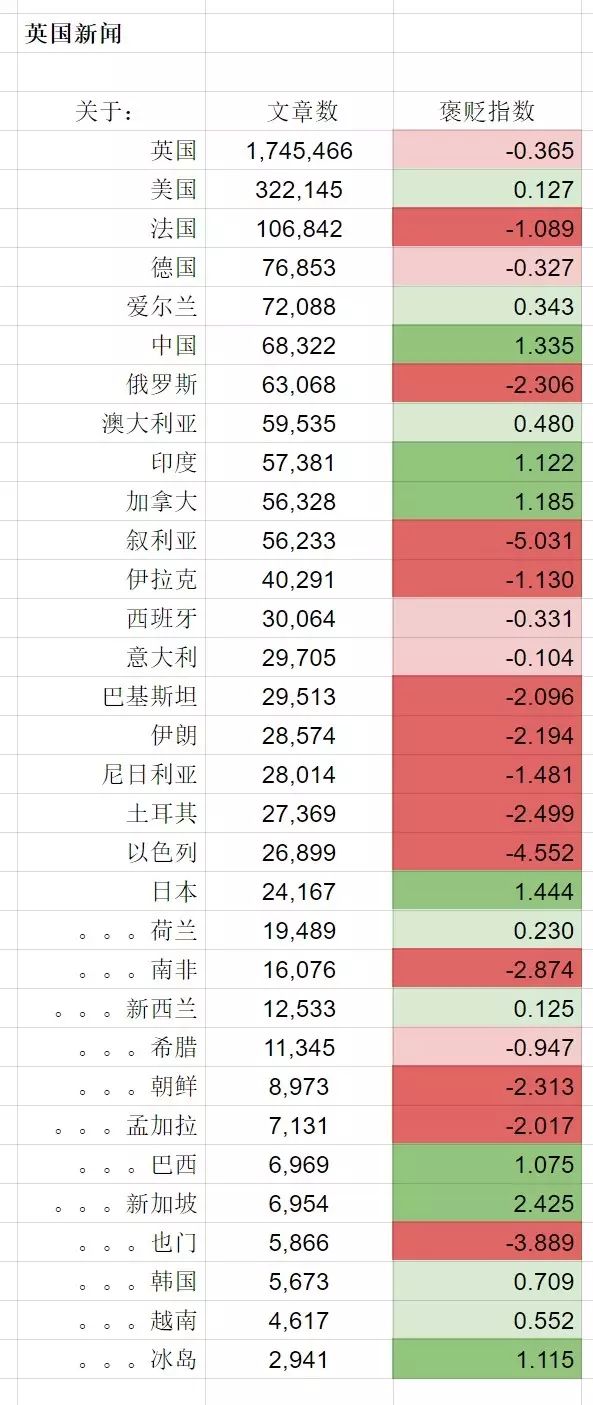 英国新闻
关于： 文章数 褒贬指数
英国 1,745,466 -0.365
美国 322,145 0.127
法国 106,842 -1.089
德国 76,853 -0.327
爱尔兰 72,088 0.343
中国 68,322 1.335
俄罗斯 63,068 -2.306
澳大利亚 59,535 0.480
印度 57,381 1.122
加拿大 56,328 1.185
叙利亚 56,233 -5.031
伊拉克 40,291 -1.130
西班牙 30,064 -0.331
意大利 29,705 -0.104
巴基斯坦 29,513 -2.096
伊朗 28,574 -2.194
尼日利亚 28,014 -1.481
土耳其 27,369 -2.499
以色列 26,899 -4.552
日本 24,167 1.444
。。。荷兰 19,489 0.230
。。。南非 16,076 -2.874
。。。新西兰 12,533 0.125
。。。希腊 11,345 -0.947
。。。朝鲜 8,973 -2.313
。。。孟加拉 7,131 -2.017
。。。巴西 6,969 1.075
。。。新加坡 6,954 2.425
。。。也门 5,866 -3.889
。。。韩国 5,673 0.709
。。。越南 4,617 0.552
。。。冰岛 2,941 1.115